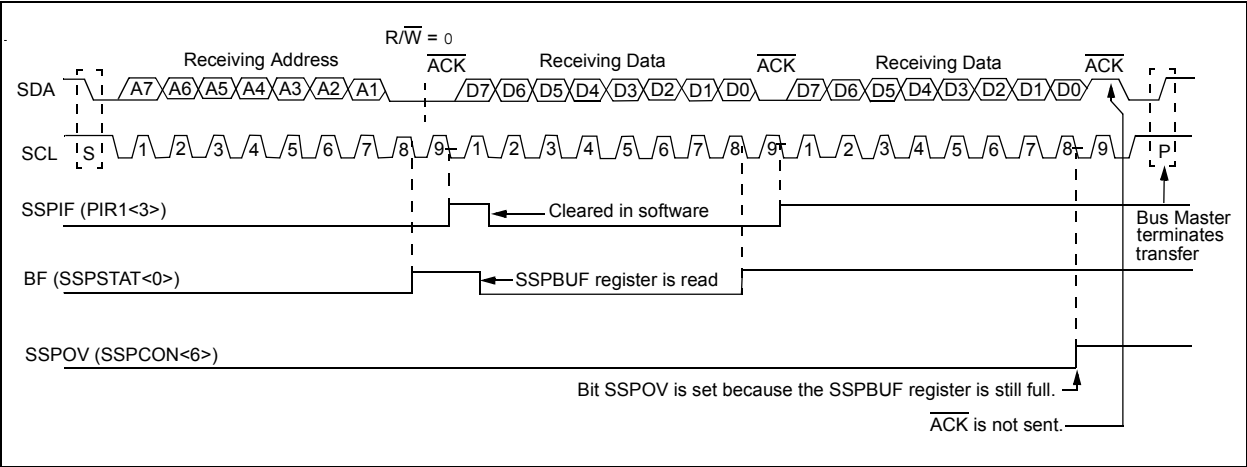 R/W̅ = 0
Receiving Address
A̅C̅K̅
Receiving Data
A̅C̅K̅
Receiving Data
A̅C̅K̅
SDA
A7 A6 A5 A4 A3 A2 A1
D7 D6 D5 D4 D3 D2 D1 D0
D7 D6 D5 D4 D3 D2 D1 D0
SCL
S
1 2 3 4 5 6 7 8 9
1 2 3 4 5 6 7 8 9
1 2 3 4 5 6 7 8 9
P
SSPIF (PIR1<3>)
Cleared in software
Bus Master
terminates
transfer
BF (SSPSTAT<0>)
SSPBUF register is read
SSPOV (SSPCON<6>)
Bit SSPOV is set because the SSPBUF register is still full.
A̅C̅K̅ is not sent.